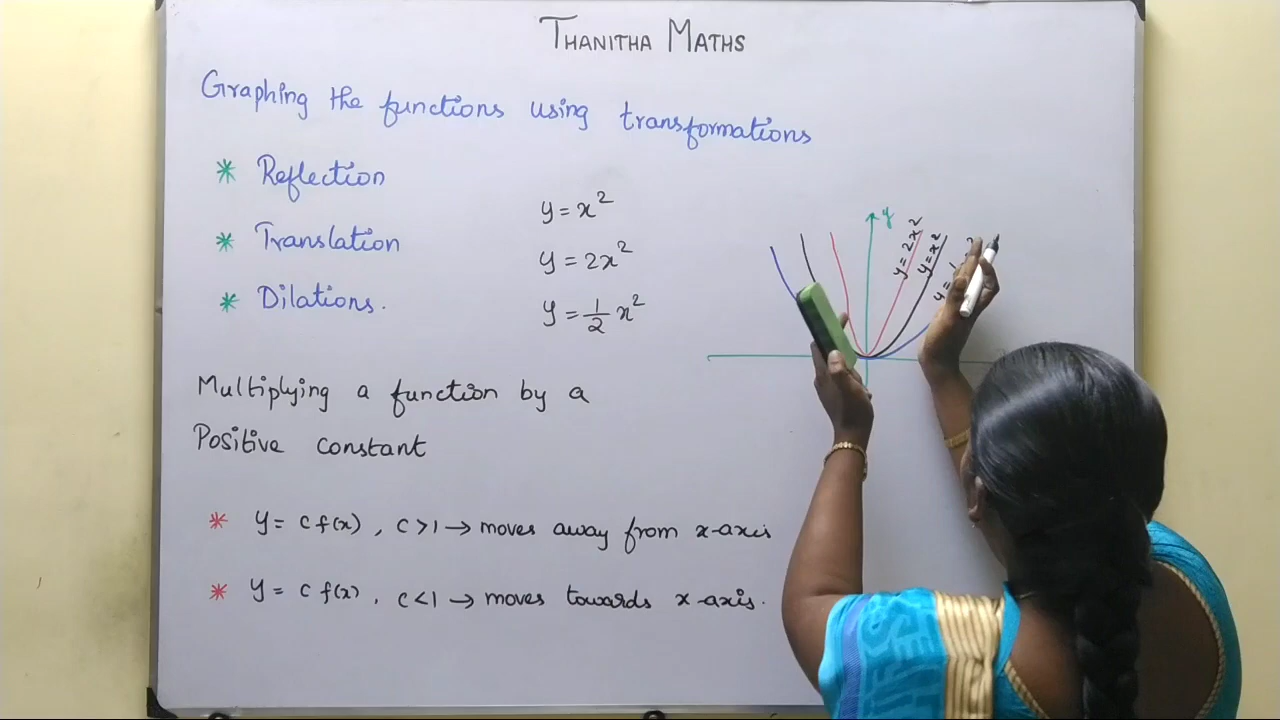 THANITHA MATHS
Graphing the functions using transformations
* Reflection
* Translation
* Dilations.
y = x²
y = 2x²
y = 1/2 x²
y
y = 2x²
y = x²
y =
Multiplying a function by a
Positive constant
* y = c f(x), c > 1 → moves away from x-axis
* y = c f(x), c < 1 → moves towards x-axis.